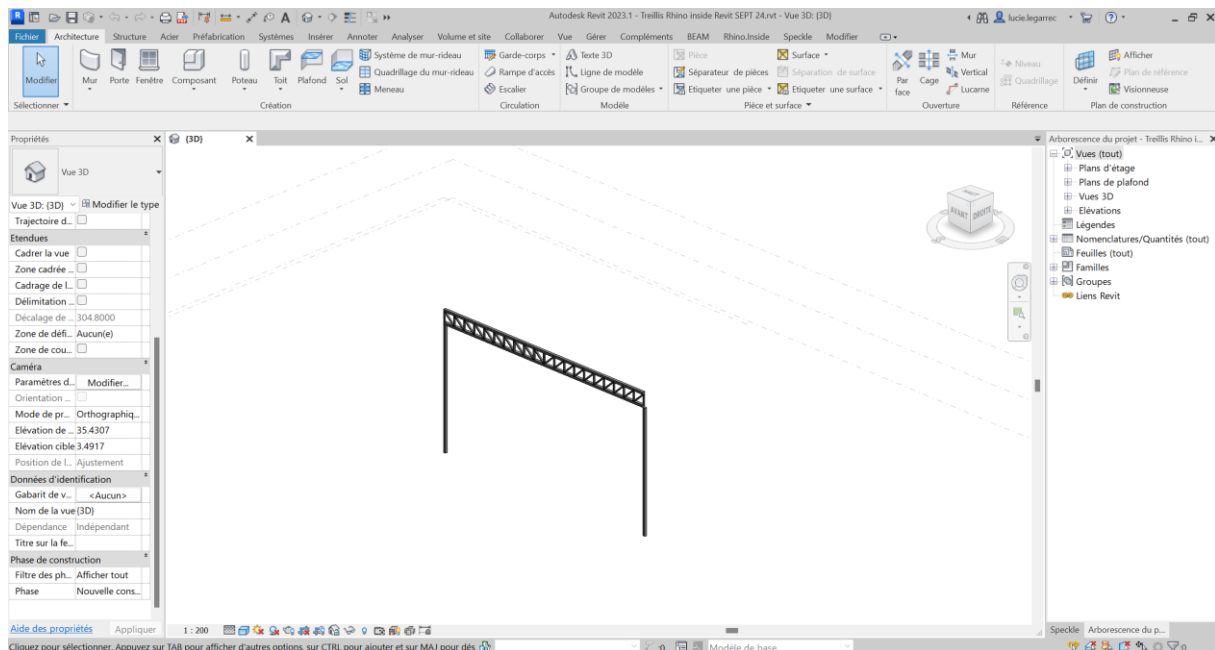 Autodesk Revit 2023.1 - Treillis Rhino inside Revit SEPT 24.rvt - Vue 3D: {3D}
lucie.legarrec
Fichier Architecture Structure Acier Préfabrication Systèmes Insérer Annoter Analyser Volume et site Collaborer Vue Gérer Compléments BEAM Rhino.Inside Speckle Modifier
Système de mur-rideau Garde-corps Texte 3D Pièce Surface Mur Niveau Afficher
Quadrillage du mur-rideau Rampe d'accès Ligne de modèle Séparateur de pièces Séparation de surface Vertical Quadrillage Plan de référence
Modifier Mur Porte Fenêtre Composant Poteau Toit Plafond Sol Par face Cage Définir
Meneau Escalier Groupe de modèles Etiqueter une pièce Etiqueter une surface Lucarne Visionneuse
Sélectionner Création Circulation Modèle Pièce et surface Ouverture Référence Plan de construction
Propriétés
Vue 3D
Vue 3D: {3D} Modifier le type
Trajectoire d...
Etendues
Cadrer la vue
Zone cadrée ...
Cadrage de l...
Délimitation ...
Décalage de ... 304.8000
Zone de défi... Aucun(e)
Zone de cou...
Caméra
Paramètres d... Modifier...
Orientation ...
Mode de pr... Orthographiq...
Elévation de ... 35.4307
Elévation cible 3.4917
Position de l... Ajustement
Données d'identification
Gabarit de v... <Aucun>
Nom de la vue {3D}
Dépendance Indépendant
Titre sur la fe...
Phase de construction
Filtre des ph... Afficher tout
Phase Nouvelle cons...
Aide des propriétés Appliquer
{3D}
AVANT DROITE
1 : 200
Arborescence du projet - Treillis Rhino i...
Vues (tout)
Plans d'étage
Plans de plafond
Vues 3D
Elévations
Légendes
Nomenclatures/Quantités (tout)
Feuilles (tout)
Familles
Groupes
Liens Revit
Speckle Arborescence du p...
Cliquez pour sélectionner. Appuyez sur TAB pour afficher d'autres options, sur CTRL pour ajouter et sur MAJ pour dés
:0 Modèle de base
:0